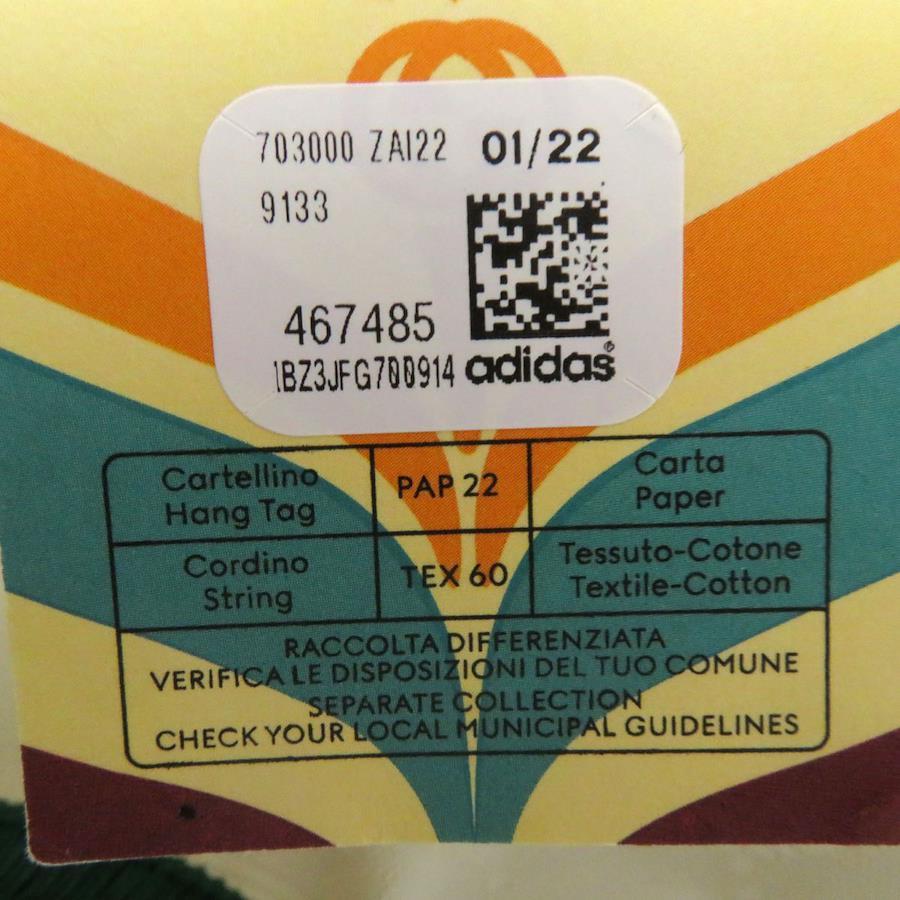 703000 ZAI22 01/22
9133
467485
1BZ3JFG700914 adidas®
Cartellino
Hang Tag
PAP 22
Carta
Paper
Cordino
String
TEX 60
Tessuto-Cotone
Textile-Cotton
RACCOLTA DIFFERENZIATA
VERIFICA LE DISPOSIZIONI DEL TUO COMUNE
SEPARATE COLLECTION
CHECK YOUR LOCAL MUNICIPAL GUIDELINES